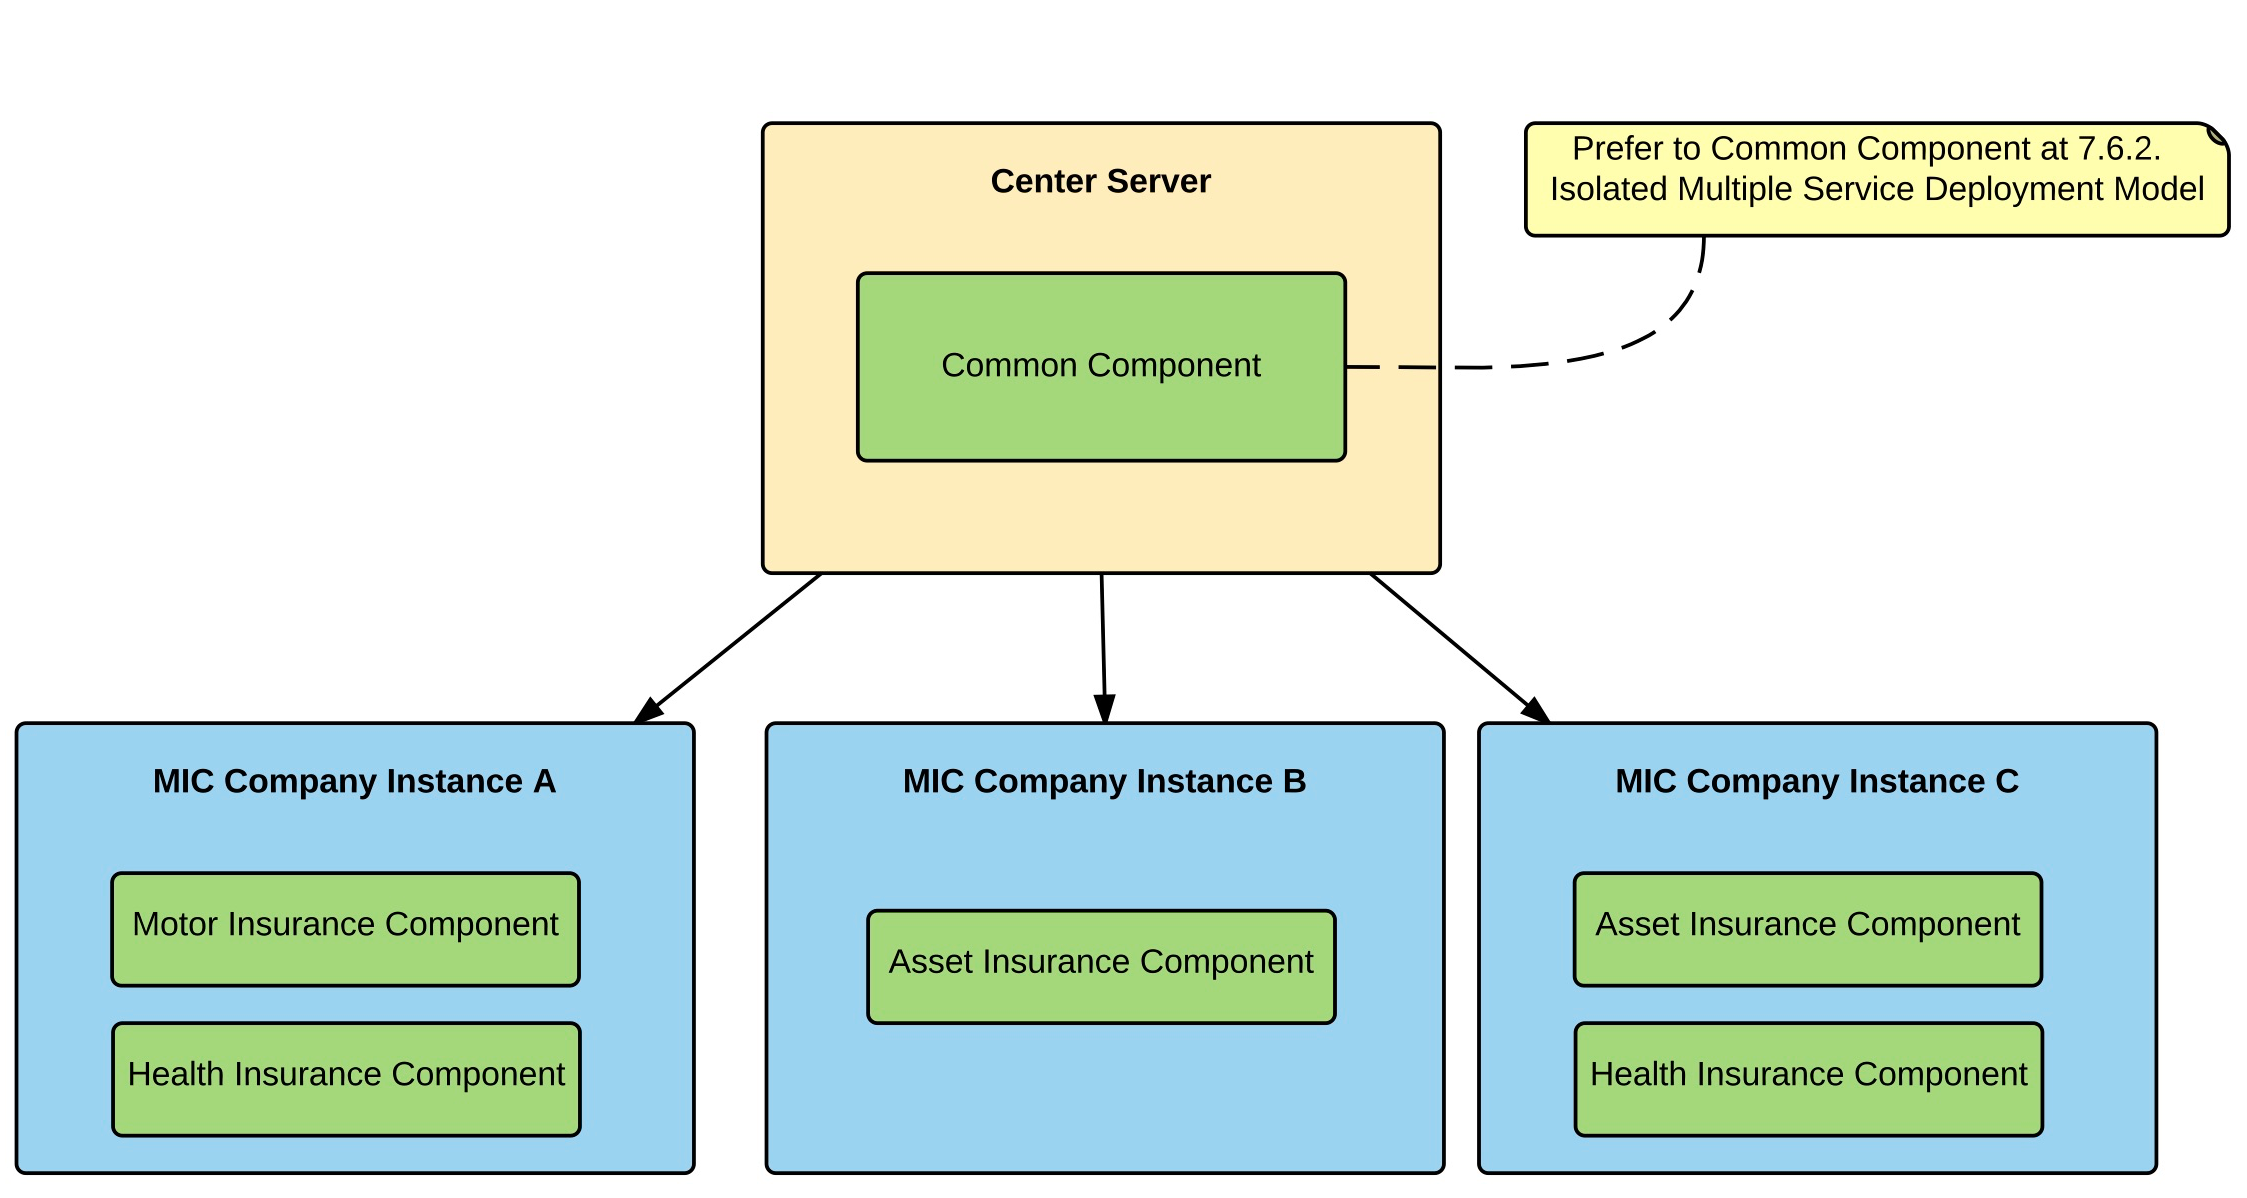 Center Server
Prefer to Common Component at 7.6.2.
Isolated Multiple Service Deployment Model
Common Component
MIC Company Instance A
Motor Insurance Component
Health Insurance Component
MIC Company Instance B
Asset Insurance Component
MIC Company Instance C
Asset Insurance Component
Health Insurance Component